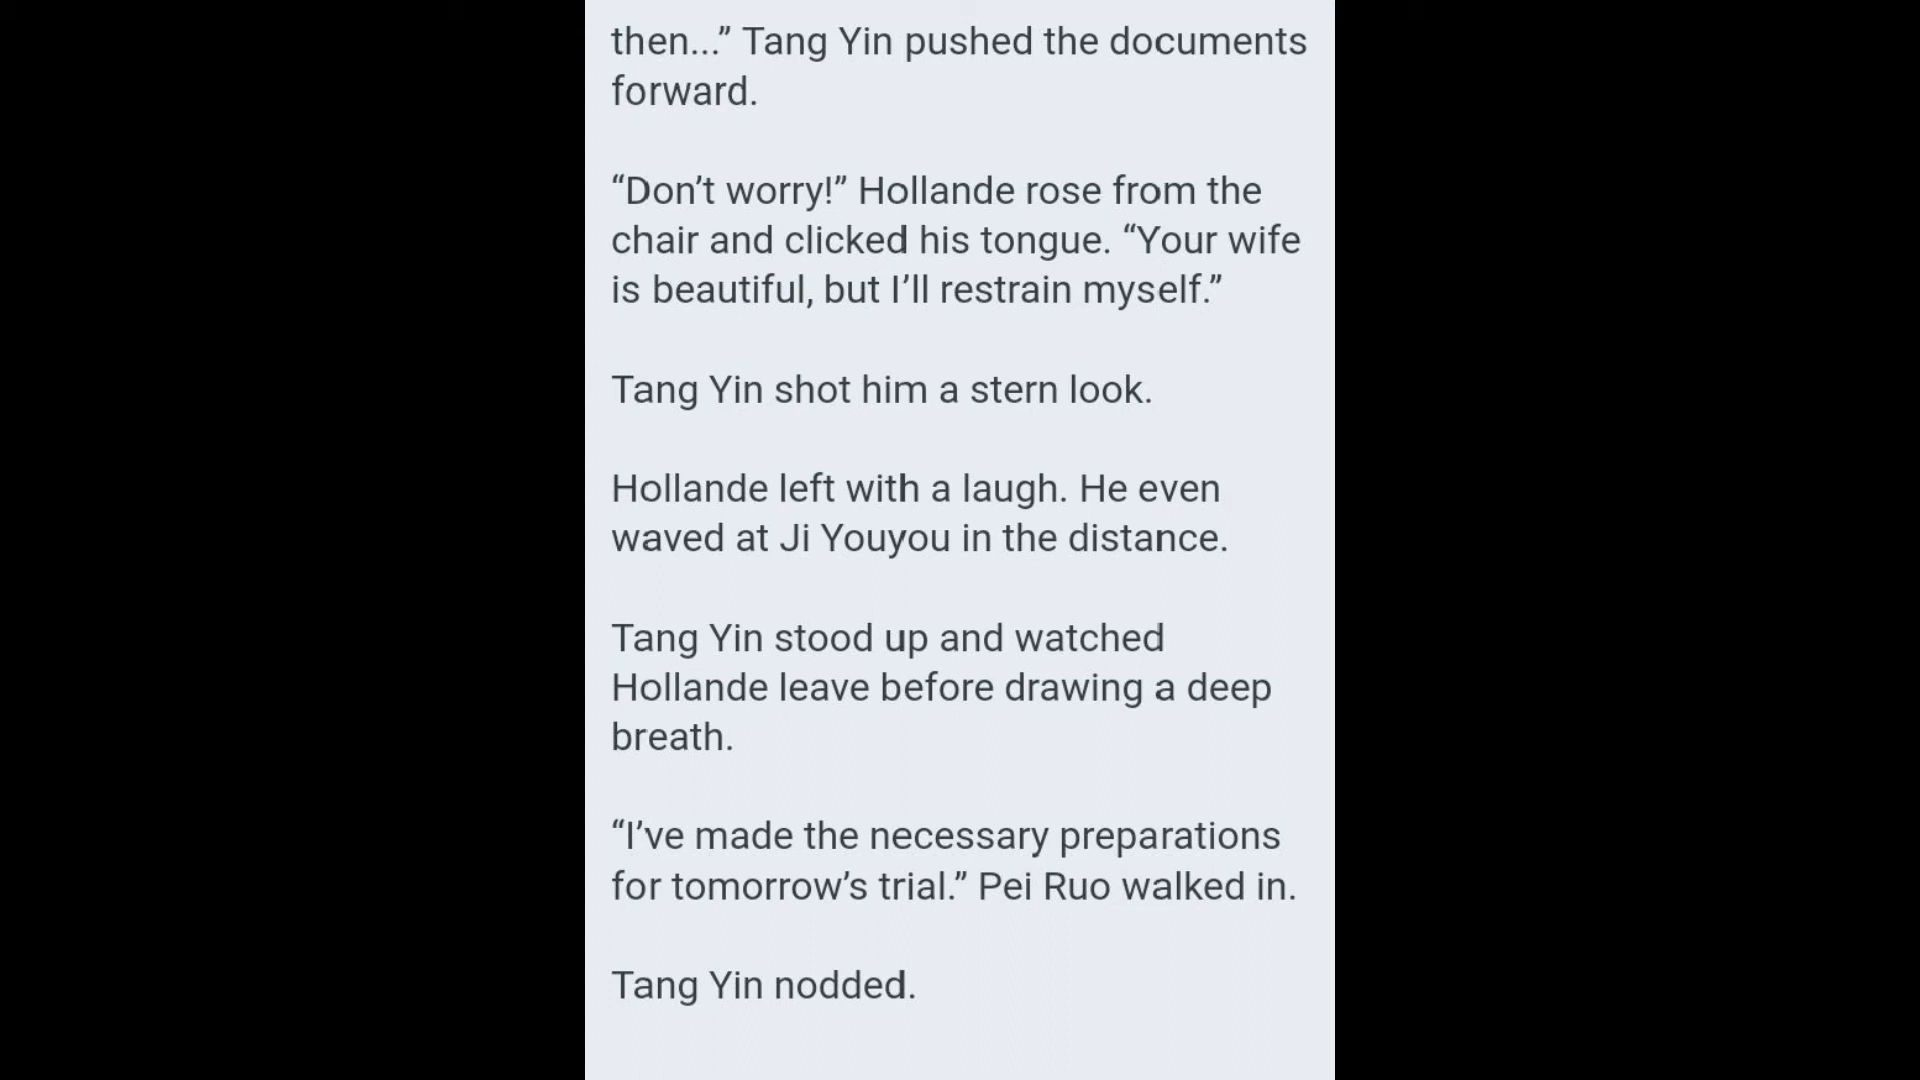 then...” Tang Yin pushed the documents
forward.
“Don’t worry!” Hollande rose from the
chair and clicked his tongue. “Your wife
is beautiful, but I’ll restrain myself.”
Tang Yin shot him a stern look.
Hollande left with a laugh. He even
waved at Ji Youyou in the distance.
Tang Yin stood up and watched
Hollande leave before drawing a deep
breath.
“I’ve made the necessary preparations
for tomorrow’s trial.” Pei Ruo walked in.
Tang Yin nodded.